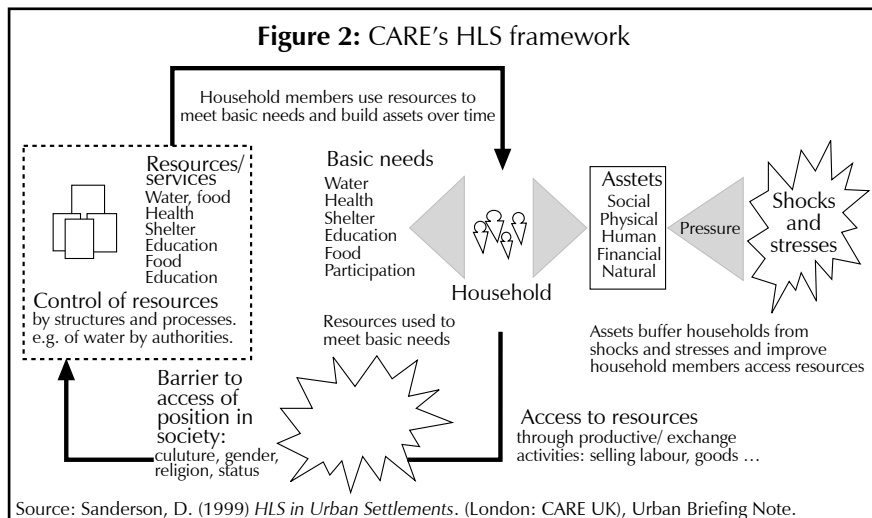 Figure 2: CARE's HLS framework
Household members use resources to
meet basic needs and build assets over time
Resources/
services
Water, food
Health
Shelter
Education
Food
Education
Control of resources
by structures and processes.
e.g. of water by authorities.
Basic needs
Water
Health
Shelter
Education
Food
Participation
Household
Asstets
Social
Physical
Human
Financial
Natural
Pressure
Shocks
and
stresses
Resources used to
meet basic needs
Assets buffer households from
shocks and stresses and improve
household members access resources
Barrier to
access of
position in
society:
culuture, gender,
religion, status
Access to resources
through productive/ exchange
activities: selling labour, goods ...
Source: Sanderson, D. (1999) HLS in Urban Settlements. (London: CARE UK), Urban Briefing Note.